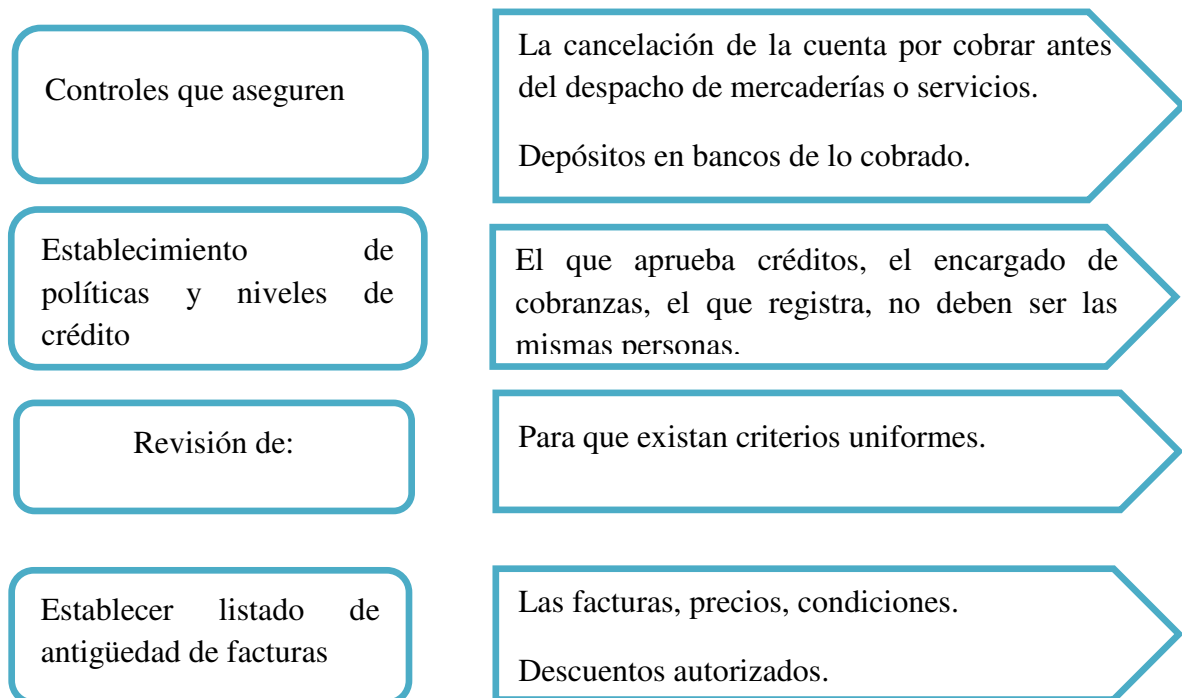 Controles que aseguren
La cancelación de la cuenta por cobrar antes
del despacho de mercaderías o servicios.
Depósitos en bancos de lo cobrado.
Establecimiento de
políticas y niveles de
crédito
El que aprueba créditos, el encargado de
cobranzas, el que registra, no deben ser las
mismas personas.
Revisión de:
Para que existan criterios uniformes.
Establecer listado de
antigüedad de facturas
Las facturas, precios, condiciones.
Descuentos autorizados.